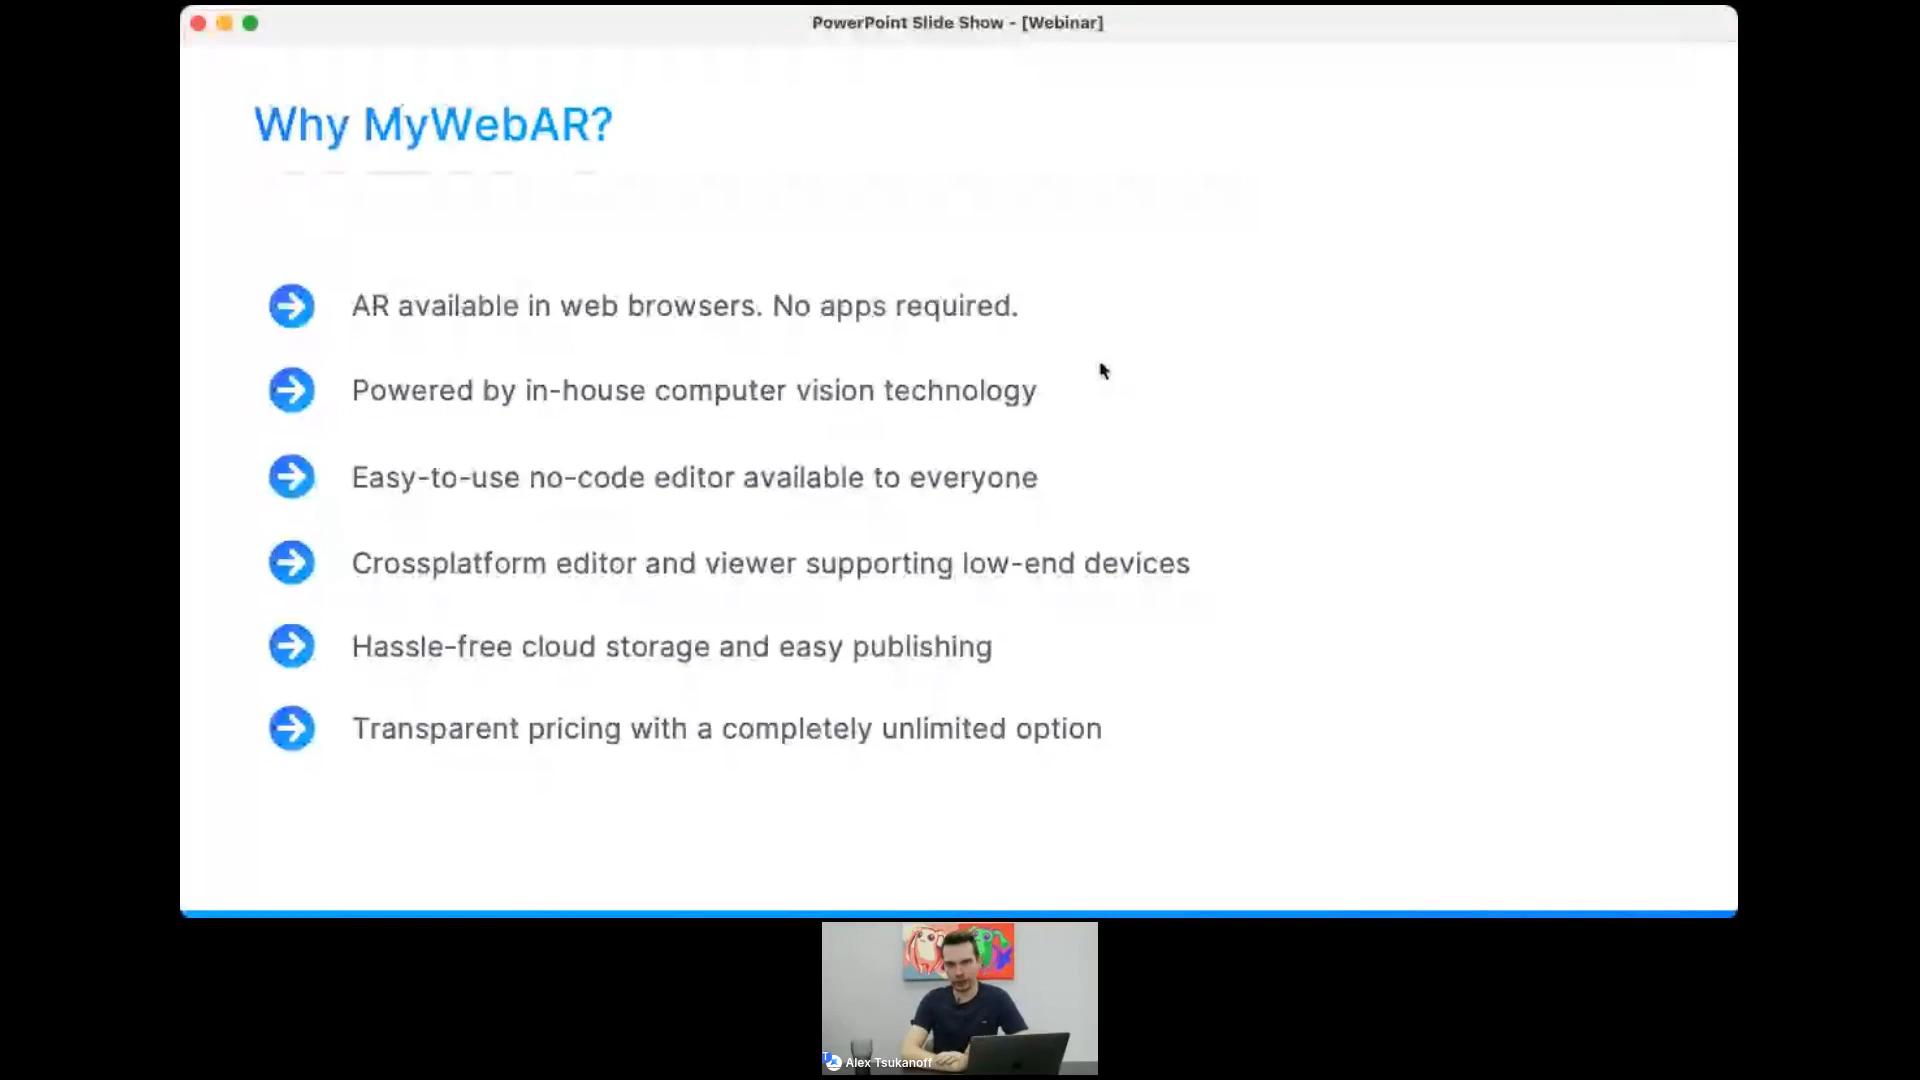 PowerPoint Slide Show - [Webinar]
Why MyWebAR?
AR available in web browsers. No apps required.
Powered by in-house computer vision technology
Easy-to-use no-code editor available to everyone
Crossplatform editor and viewer supporting low-end devices
Hassle-free cloud storage and easy publishing
Transparent pricing with a completely unlimited option
Alex Tsukanoff